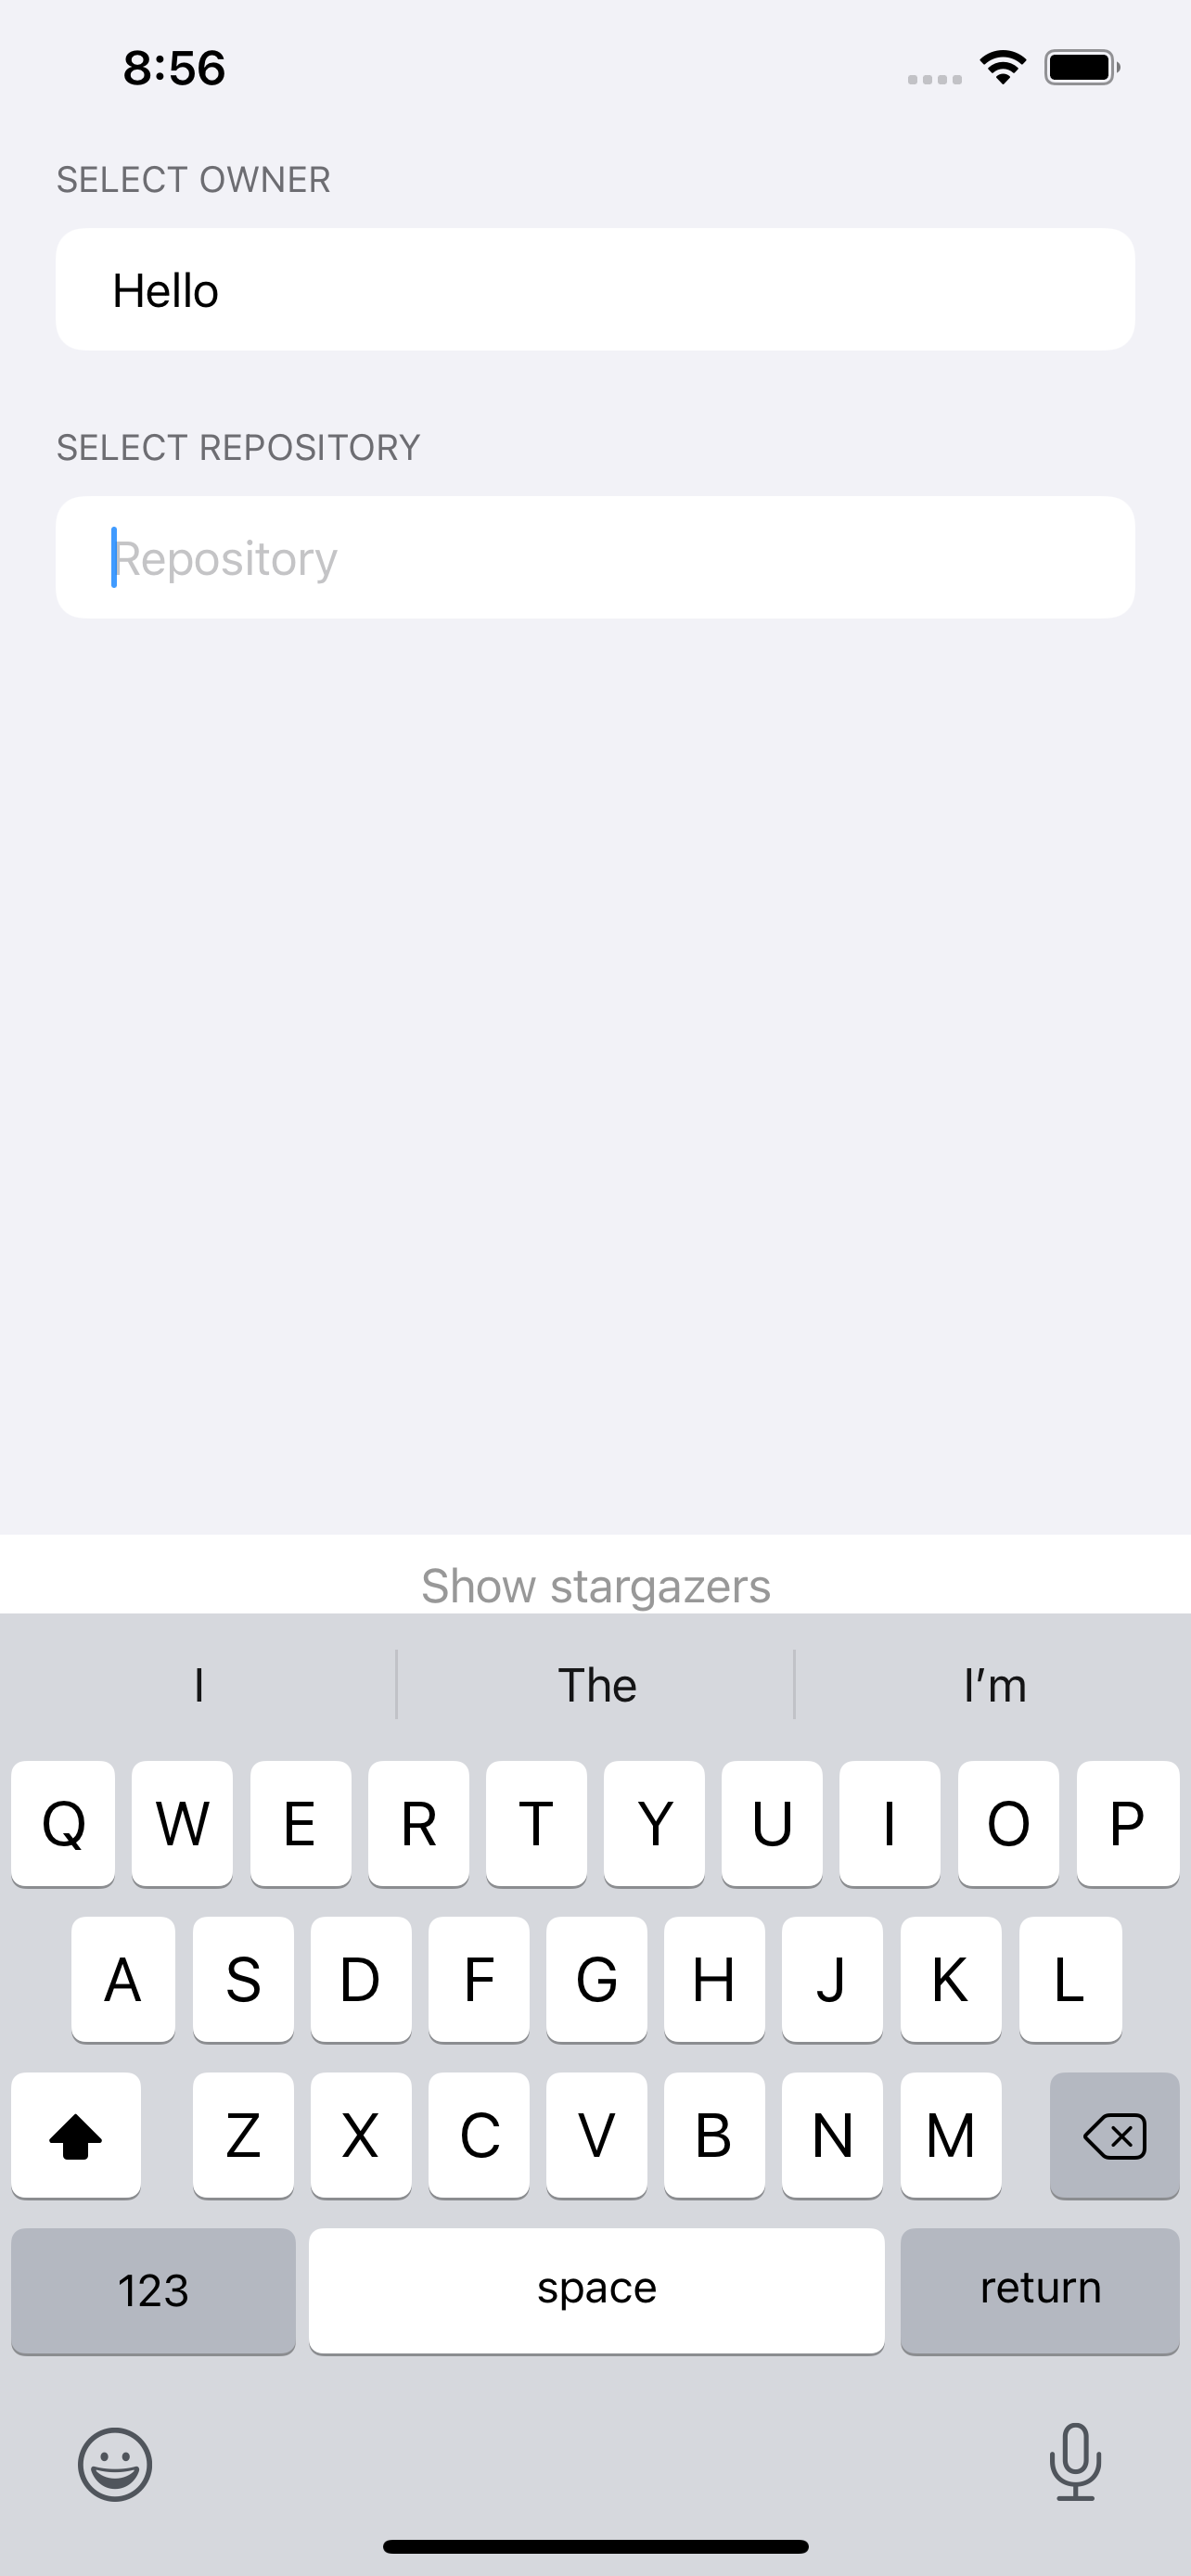 8:56
SELECT OWNER
Hello
SELECT REPOSITORY
Repository
Show stargazers
I The I’m
Q W E R T Y U I O P
A S D F G H J K L
Z X C V B N M
123 space return